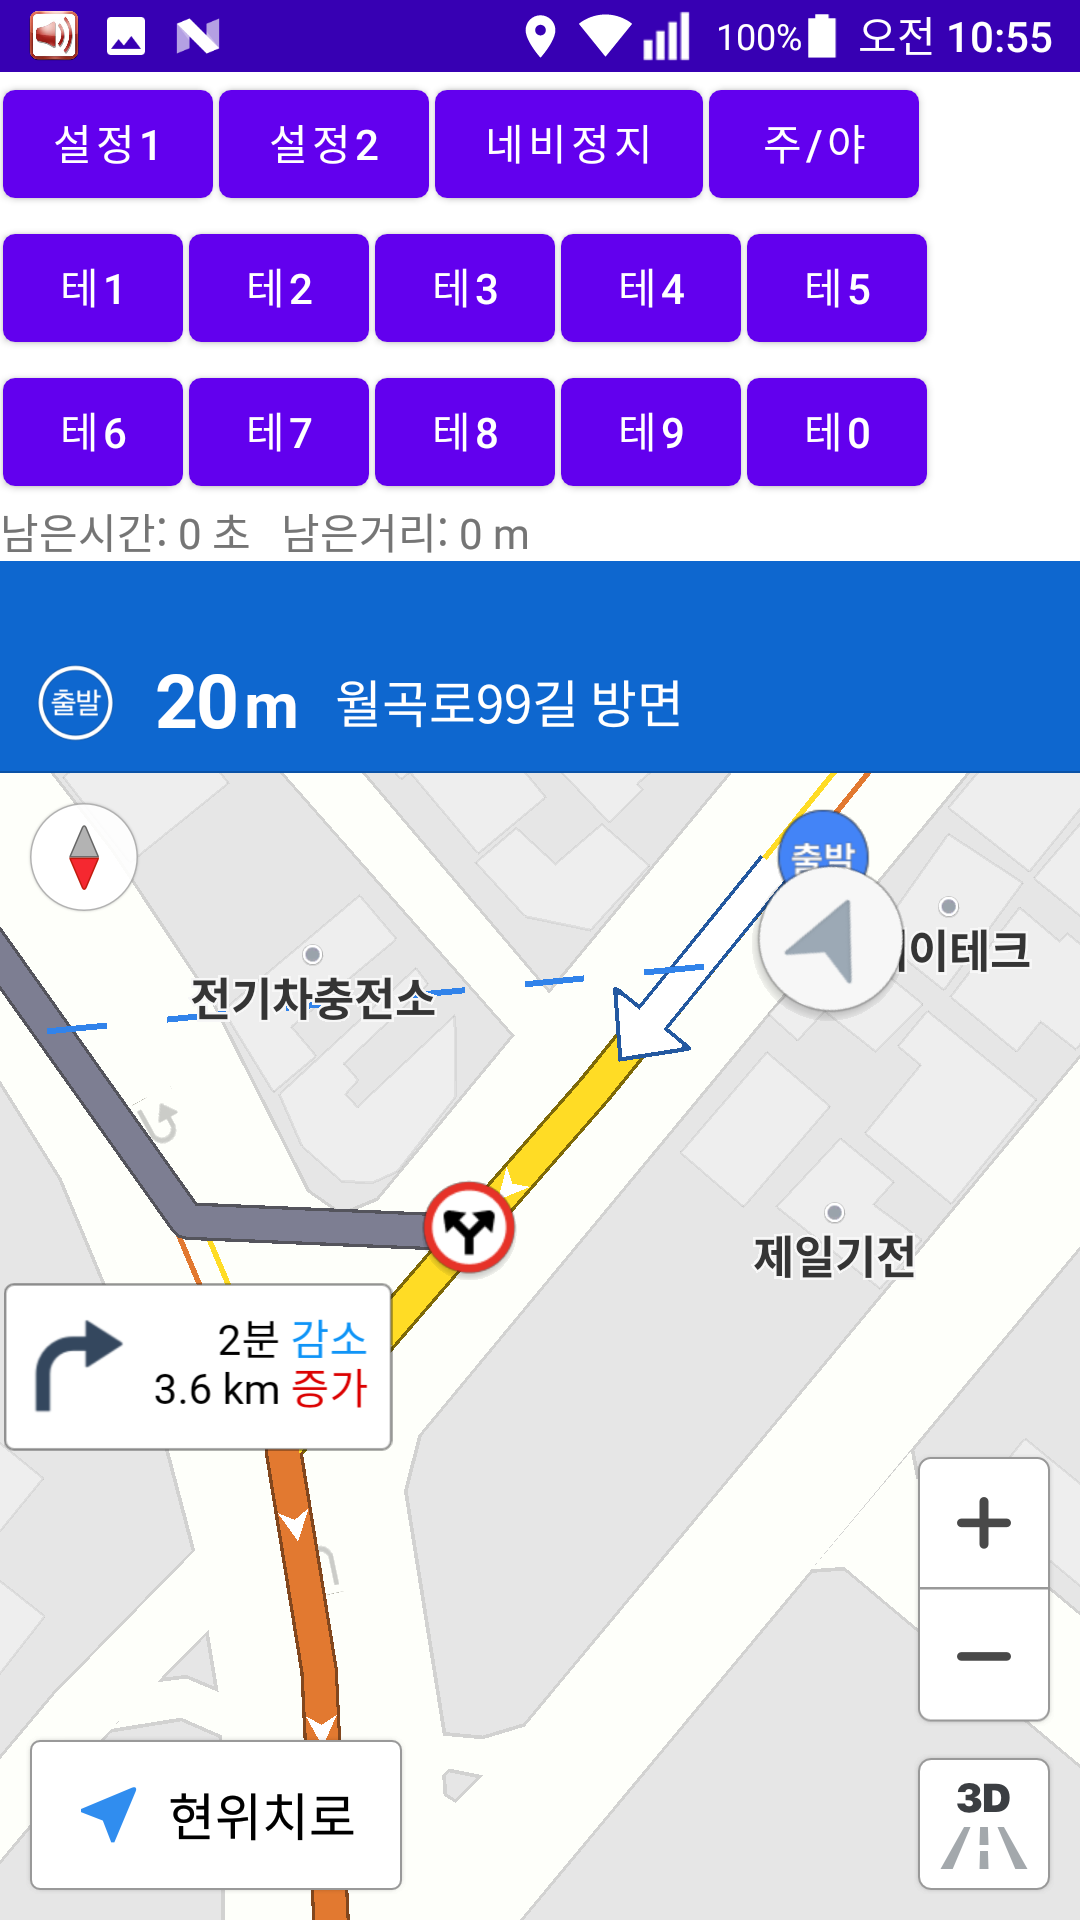 100% 오전 10:55
설정1 설정2 네비정지 주/야
테1 테2 테3 테4 테5
테6 테7 테8 테9 테0
남은시간: 0 초 남은거리: 0 m
출발 20m 월곡로99길 방면
출발
이테크
전기차충전소
제일기전
2분 감소
3.6 km 증가
+
−
3D
현위치로